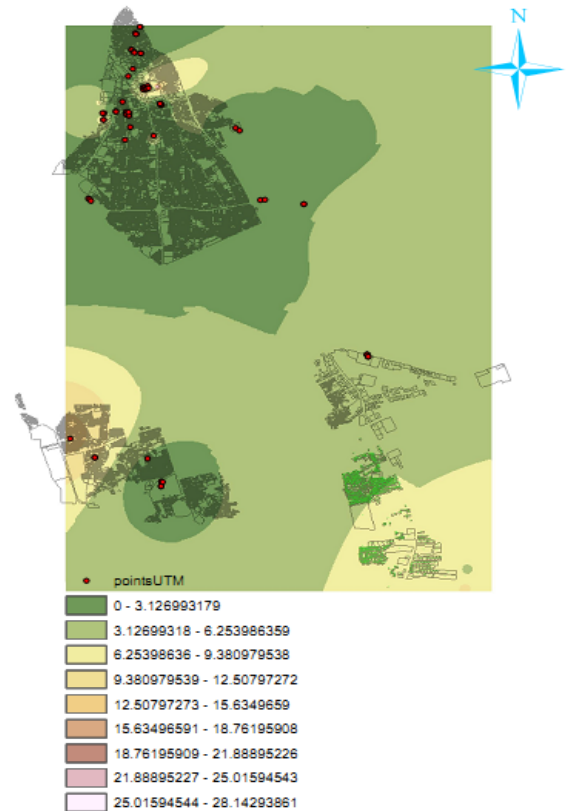 N
pointsUTM
0 - 3.126993179
3.12699318 - 6.253986359
6.25398636 - 9.380979538
9.380979539 - 12.50797272
12.50797273 - 15.6349659
15.63496591 - 18.76195908
18.76195909 - 21.88895226
21.88895227 - 25.01594543
25.01594544 - 28.14293861